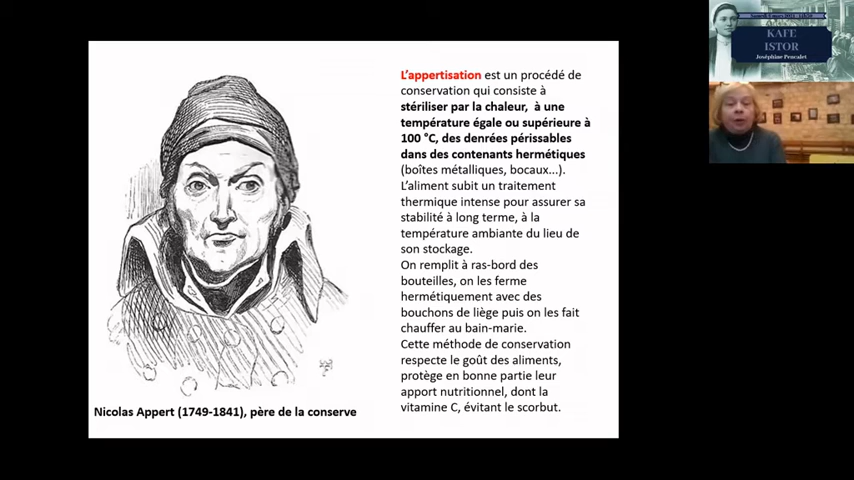 L'appertisation est un procédé de
conservation qui consiste à
stériliser par la chaleur, à une
température égale ou supérieure à
100 °C, des denrées périssables
dans des contenants hermétiques
(boîtes métalliques, bocaux...).
L'aliment subit un traitement
thermique intense pour assurer sa
stabilité à long terme, à la
température ambiante du lieu de
son stockage.
On remplit à ras-bord des
bouteilles, on les ferme
hermétiquement avec des
bouchons de liège puis on les fait
chauffer au bain-marie.
Cette méthode de conservation
respecte le goût des aliments,
protège en bonne partie leur
apport nutritionnel, dont la
vitamine C, évitant le scorbut.
Nicolas Appert (1749-1841), père de la conserve
KAFE
ISTOR
Joséphine Pencalet